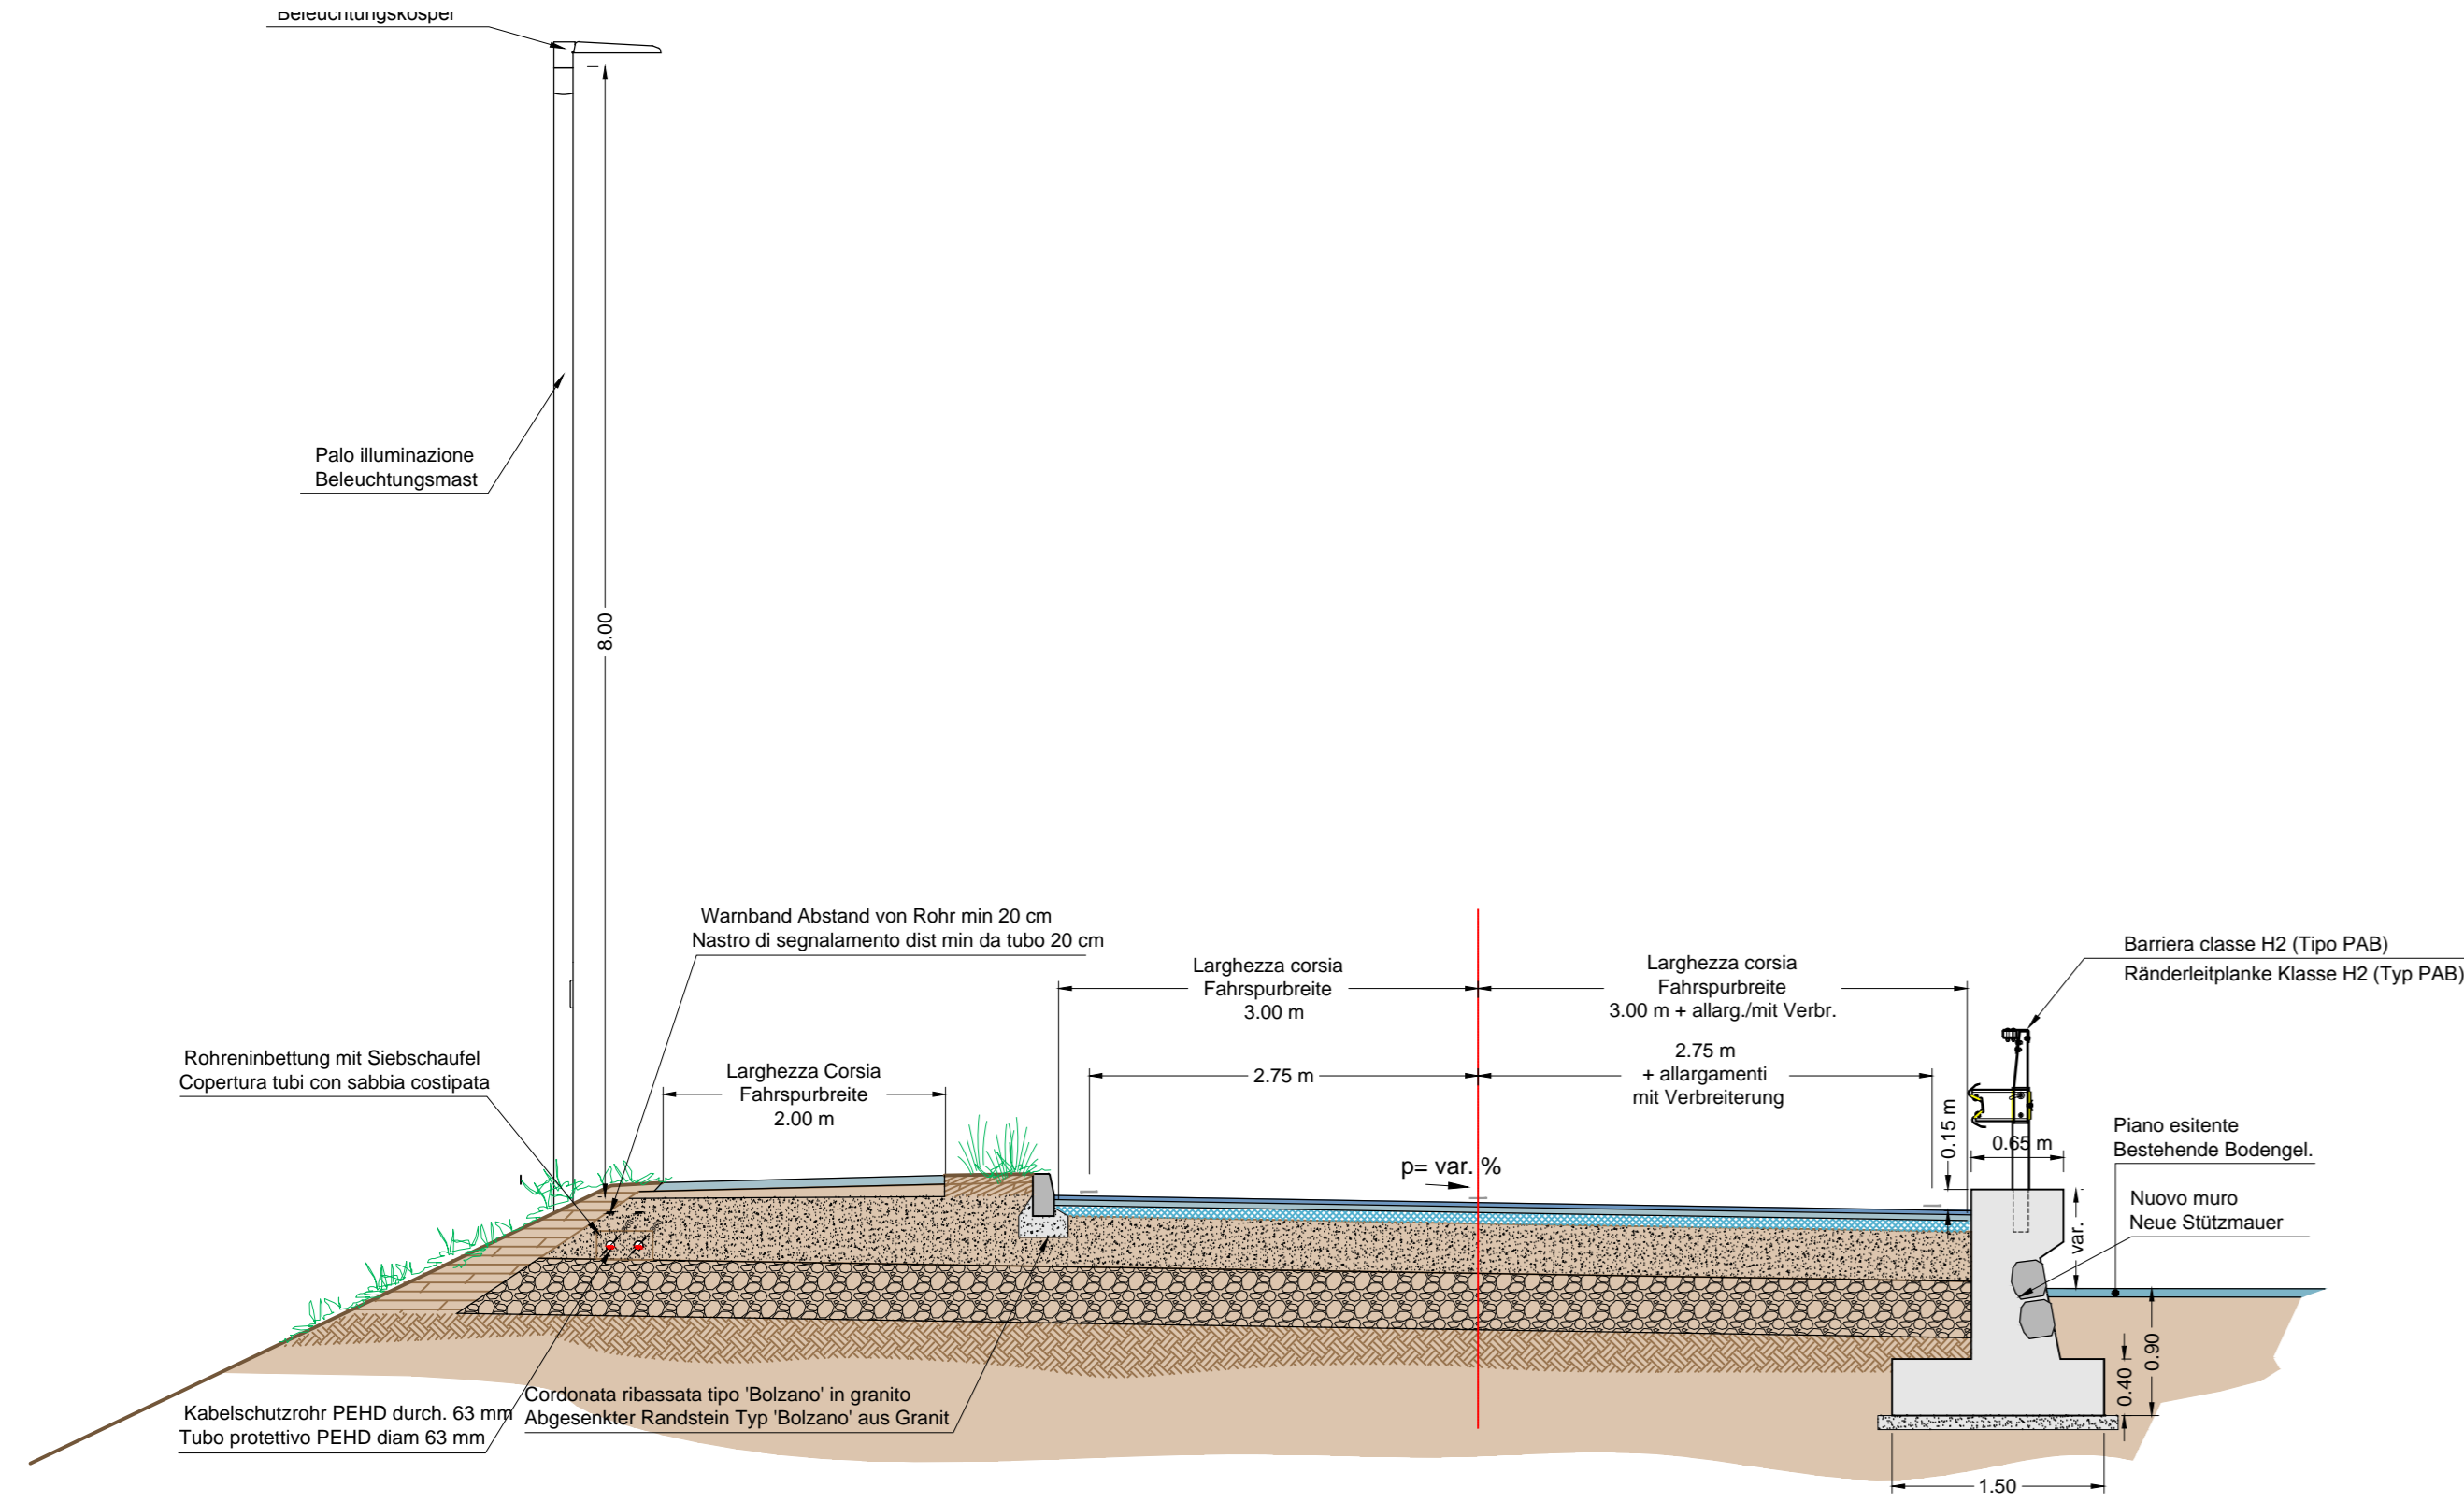 Beleuchtungskospel
8.00
Palo illuminazione
Beleuchtungsmast
Warnband Abstand von Rohr min 20 cm
Nastro di segnalamento dist min da tubo 20 cm
Larghezza corsia
Fahrspurbreite
3.00 m
Larghezza corsia
Fahrspurbreite
3.00 m + allarg./mit Verbr.
Barriera classe H2 (Tipo PAB)
Ränderleitplanke Klasse H2 (Typ PAB)
Rohreninbettung mit Siebschaufel
Copertura tubi con sabbia costipata
Larghezza Corsia
Fahrspurbreite
2.00 m
2.75 m
2.75 m
+ allargamenti
mit Verbreiterung
0.15 m
0.65 m
Piano esitente
Bestehende Bodengel.
p= var. %
Nuovo muro
Neue Stützmauer
var.
0.90
0.40
Cordonata ribassata tipo 'Bolzano' in granito
Abgesenkter Randstein Typ 'Bolzano' aus Granit
Kabelschutzrohr PEHD durch. 63 mm
Tubo protettivo PEHD diam 63 mm
1.50